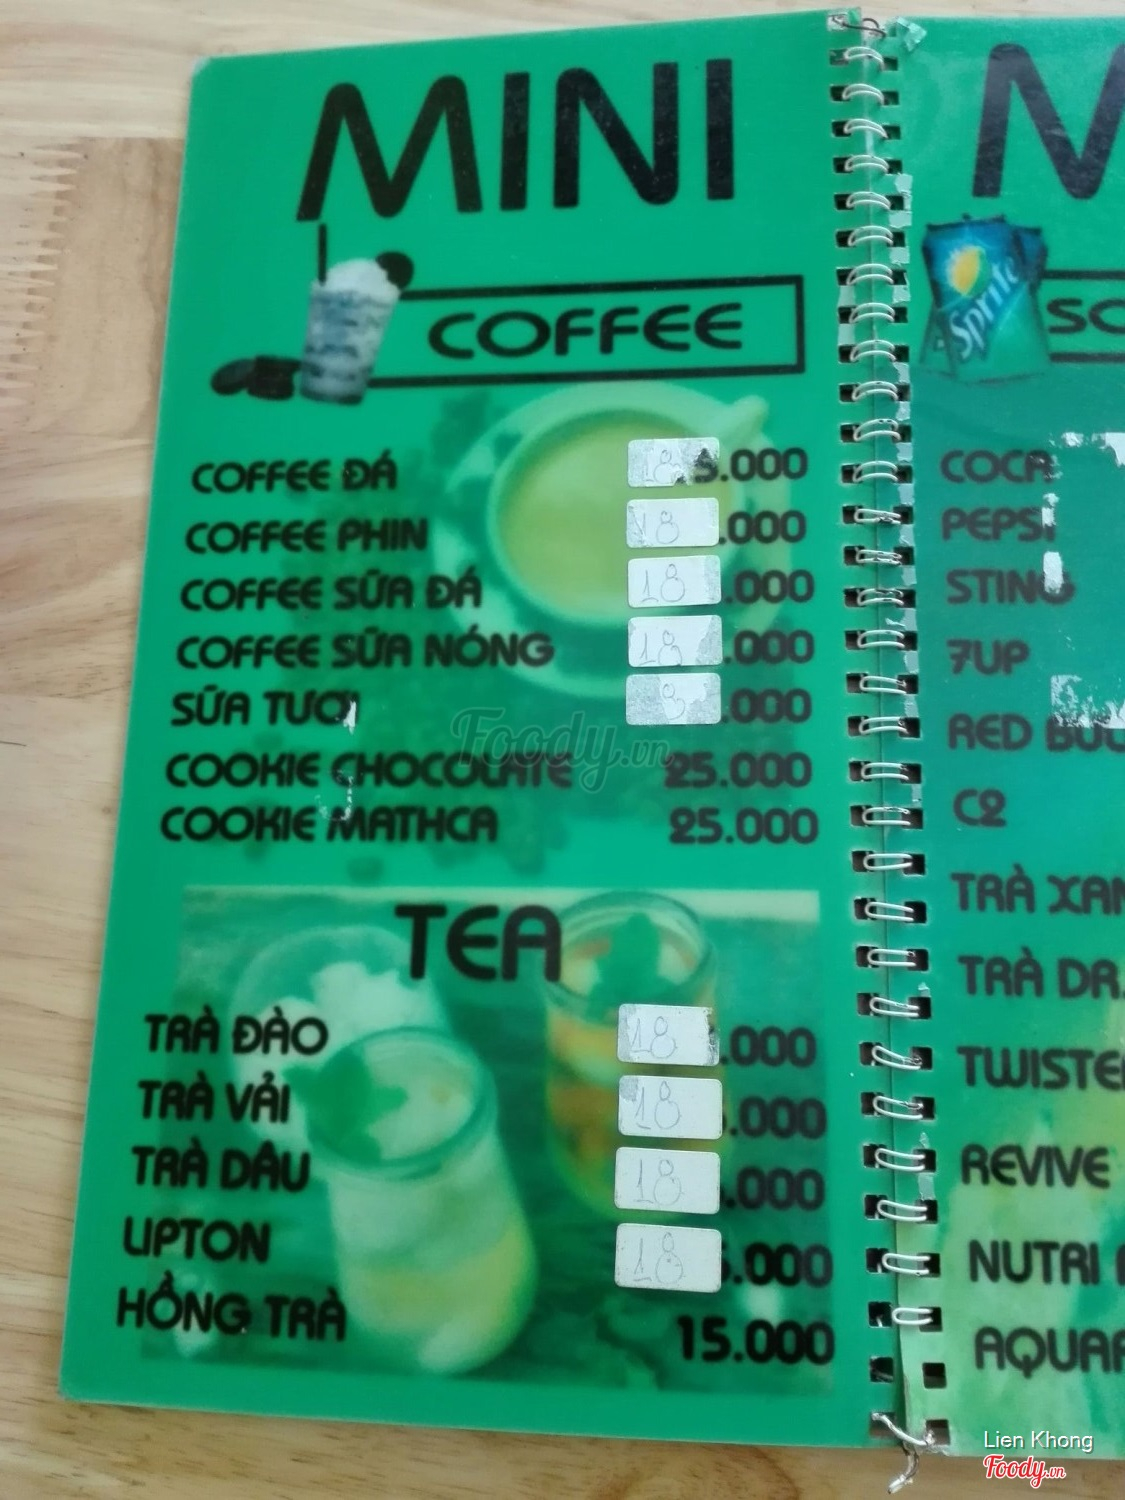 MINI
COFFEE
COFFEE ĐÁ 18.000
COFFEE PHIN 18.000
COFFEE SỮA ĐÁ 18.000
COFFEE SỮA NÓNG 18.000
SỮA TƯƠI 8.000
COOKIE CHOCOLATE 25.000
COOKIE MATHCA 25.000
TEA
TRÀ ĐÀO 18.000
TRÀ VẢI 18.000
TRÀ DÂU 18.000
LIPTON 18.000
HỒNG TRÀ 15.000
Sprite
COCA
PEPSI
STING
7UP
RED
C2
TRÀ
TRÀ DR.
REVIVE
NUTRI
Foody.vn
Lien Khong
Foody.vn